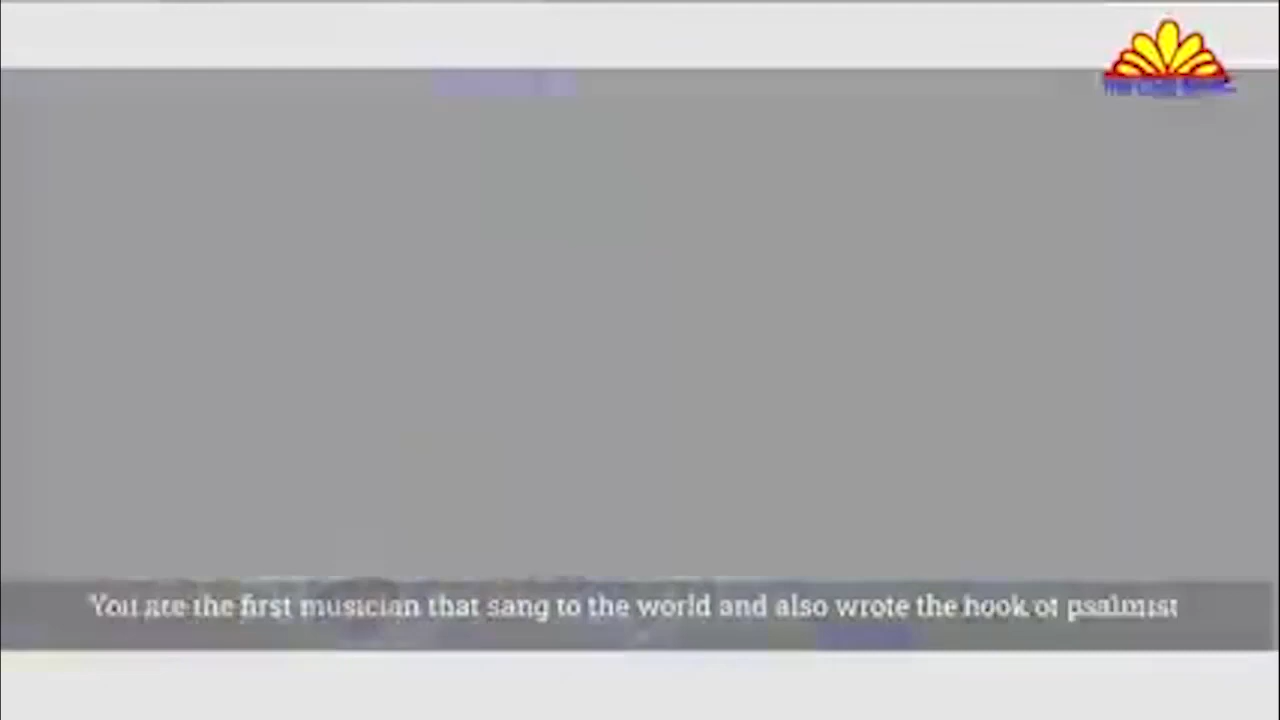 You are the first musician that sang to the world and also wrote the book of psalmist